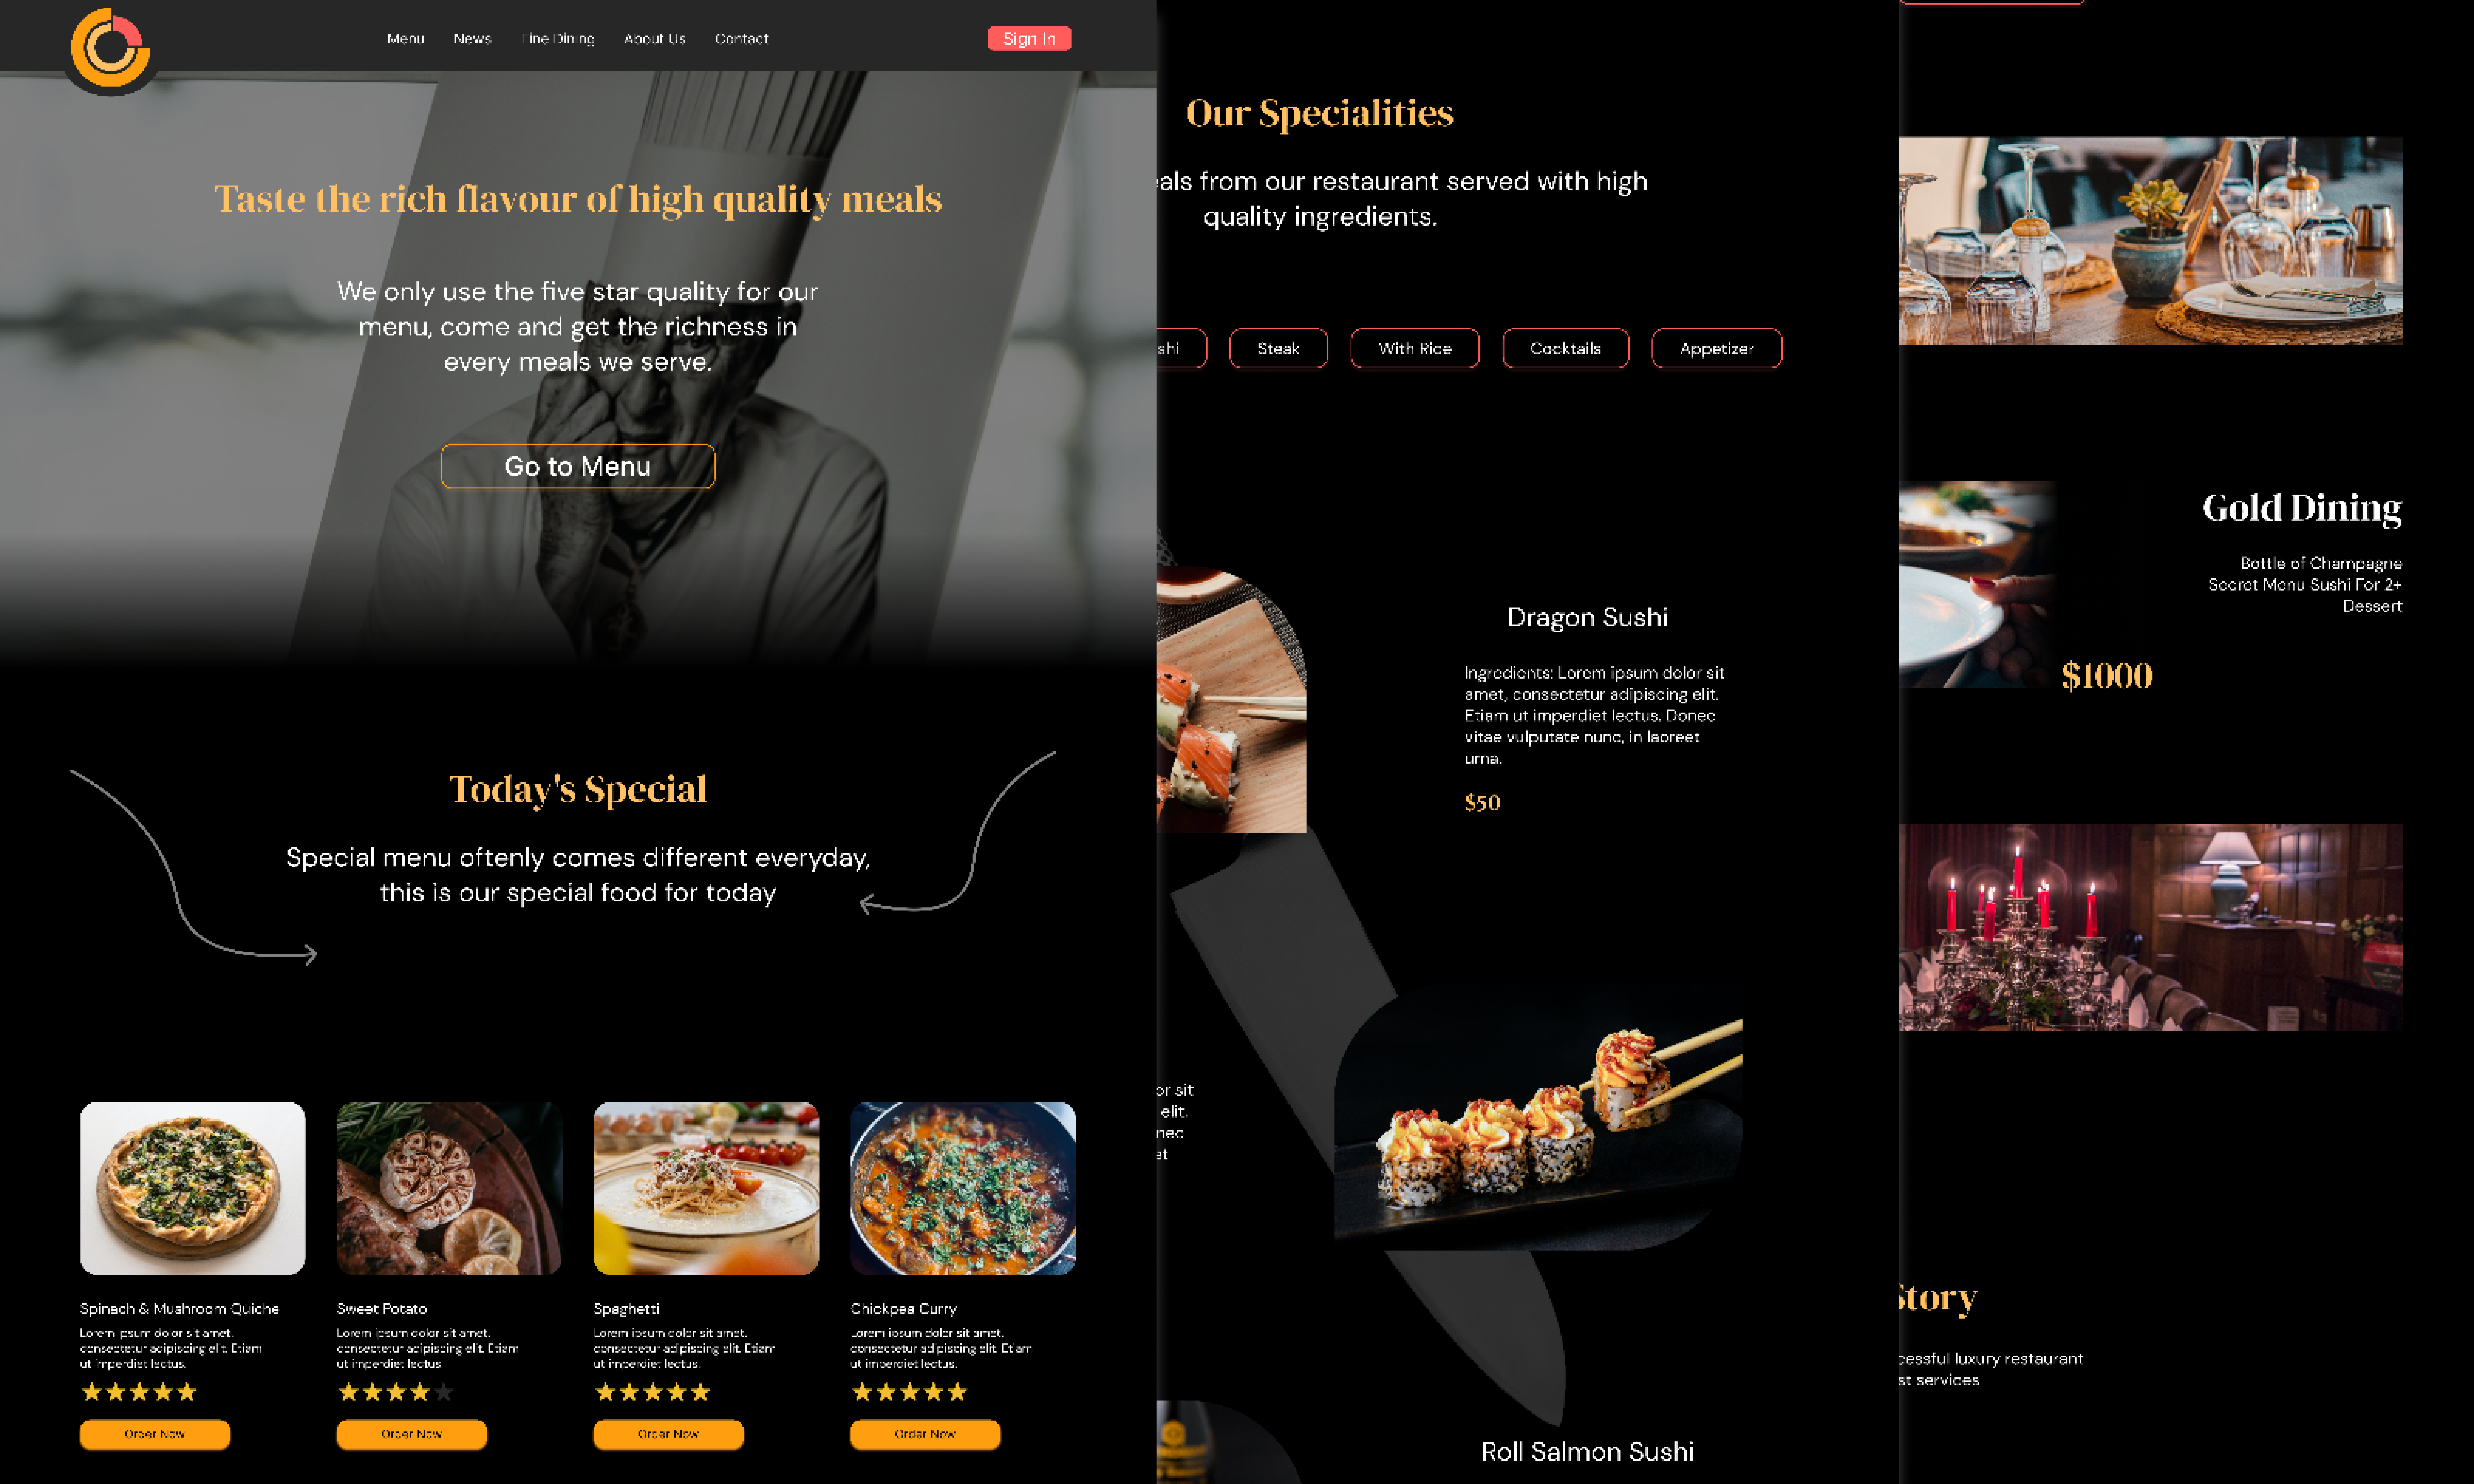 Menu
News
Fine Dining
About Us
Contact
Sign In
Taste the rich flavour of high quality meals
We only use the five star quality for our
menu, come and get the richness in
every meals we serve.
Go to Menu
Today's Special
Special menu oftenly comes different everyday,
this is our special food for today
Spinach & Mushroom Quiche
Lorem ipsum dolor sit amet,
consectetur adipiscing elit. Etiam
ut imperdiet lectus.
Order Now
Sweet Potato
Lorem ipsum dolor sit amet,
consectetur adipiscing elit. Etiam
ut imperdiet lectus.
Order Now
Spaghetti
Lorem ipsum dolor sit amet,
consectetur adipiscing elit. Etiam
ut imperdiet lectus.
Order Now
Chickpea Curry
Lorem ipsum dolor sit amet,
consectetur adipiscing elit. Etiam
ut imperdiet lectus.
Order Now
Our Specialities
eals from our restaurant served with high
quality ingredients.
shi
Steak
With Rice
Cocktails
Appetizer
Dragon Sushi
Ingredients: Lorem ipsum dolor sit
amet, consectetur adipiscing elit.
Etiam ut imperdiet lectus. Donec
vitae vulputate nunc, in laoreet
urna.
$50
or sit
elit.
nec
et
Roll Salmon Sushi
Gold Dining
Bottle of Champagne
Secret Menu Sushi For 2+
Dessert
$1000
Story
cessful luxury restaurant
st services